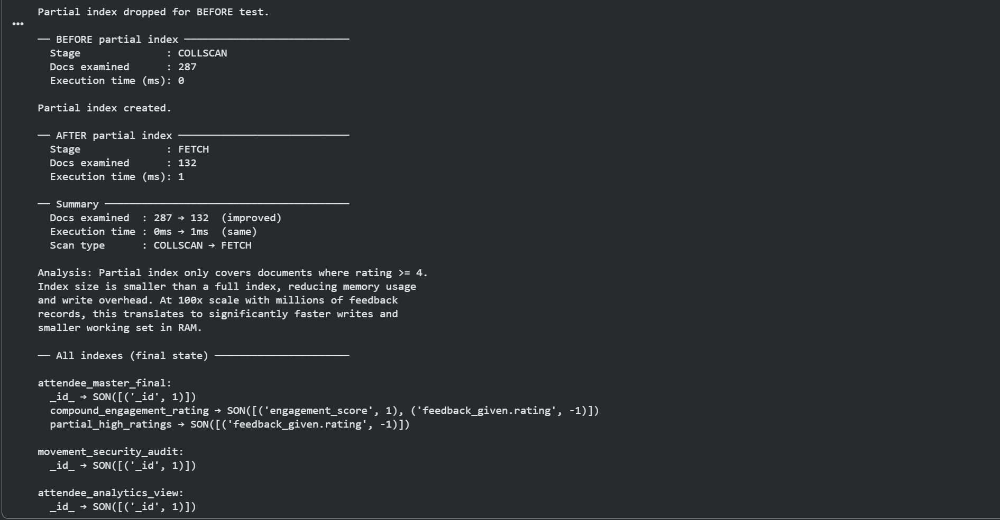 Partial index dropped for BEFORE test.
── BEFORE partial index ───────────────────────────
  Stage              : COLLSCAN
  Docs examined      : 287
  Execution time (ms): 0
Partial index created.
── AFTER partial index ────────────────────────────
  Stage              : FETCH
  Docs examined      : 132
  Execution time (ms): 1
── Summary ────────────────────────────────────────
  Docs examined  : 287 → 132  (improved)
  Execution time : 0ms → 1ms  (same)
  Scan type      : COLLSCAN → FETCH
Analysis: Partial index only covers documents where rating >= 4.
Index size is smaller than a full index, reducing memory usage
and write overhead. At 100x scale with millions of feedback
records, this translates to significantly faster writes and
smaller working set in RAM.
── All indexes (final state) ──────────────────────
attendee_master_final:
  _id_ → SON([('_id', 1)])
  compound_engagement_rating → SON([('engagement_score', 1), ('feedback_given.rating', -1)])
  partial_high_ratings → SON([('feedback_given.rating', -1)])
movement_security_audit:
  _id_ → SON([('_id', 1)])
attendee_analytics_view:
  _id_ → SON([('_id', 1)])